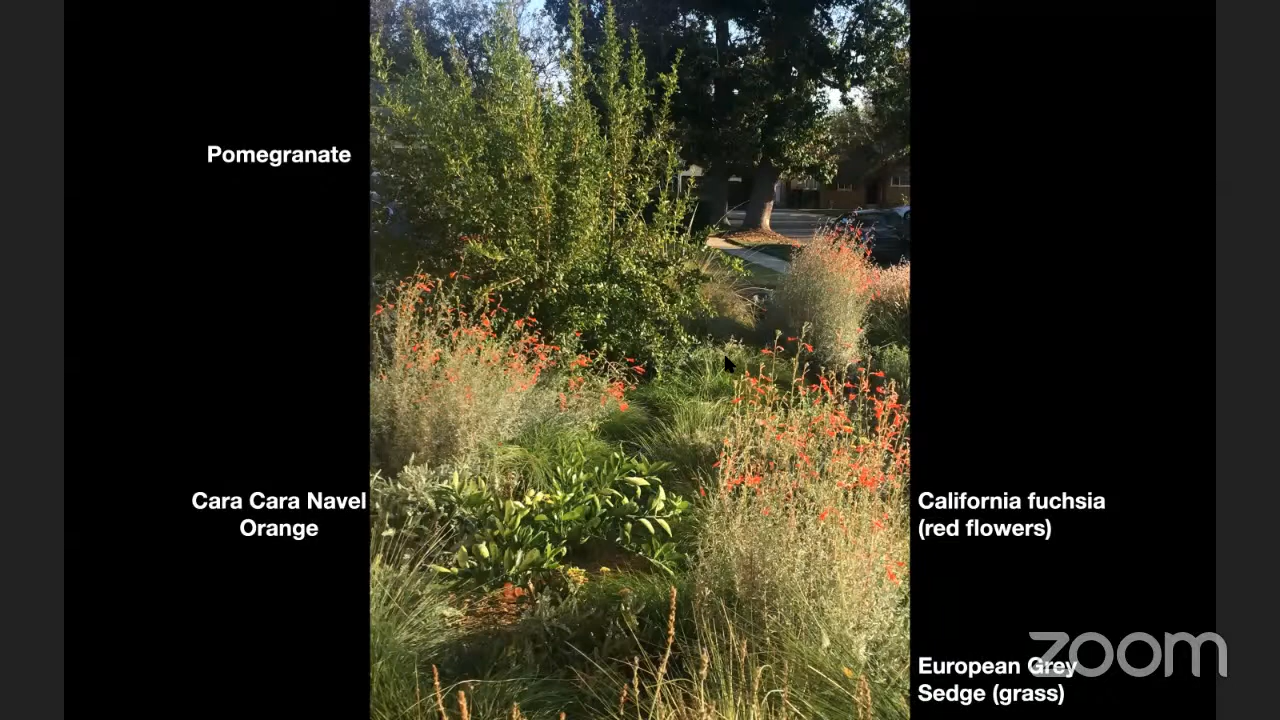 Pomegranate
Cara Cara Navel
Orange
California fuchsia
(red flowers)
European Grey
Sedge (grass)
zoom